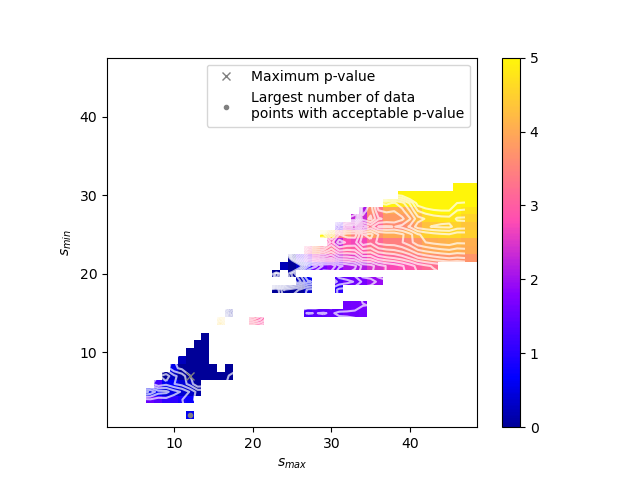 Maximum p-value
Largest number of data
points with acceptable p-value
40
30
20
10
s_min
10
20
30
40
s_max
5
4
3
2
1
0